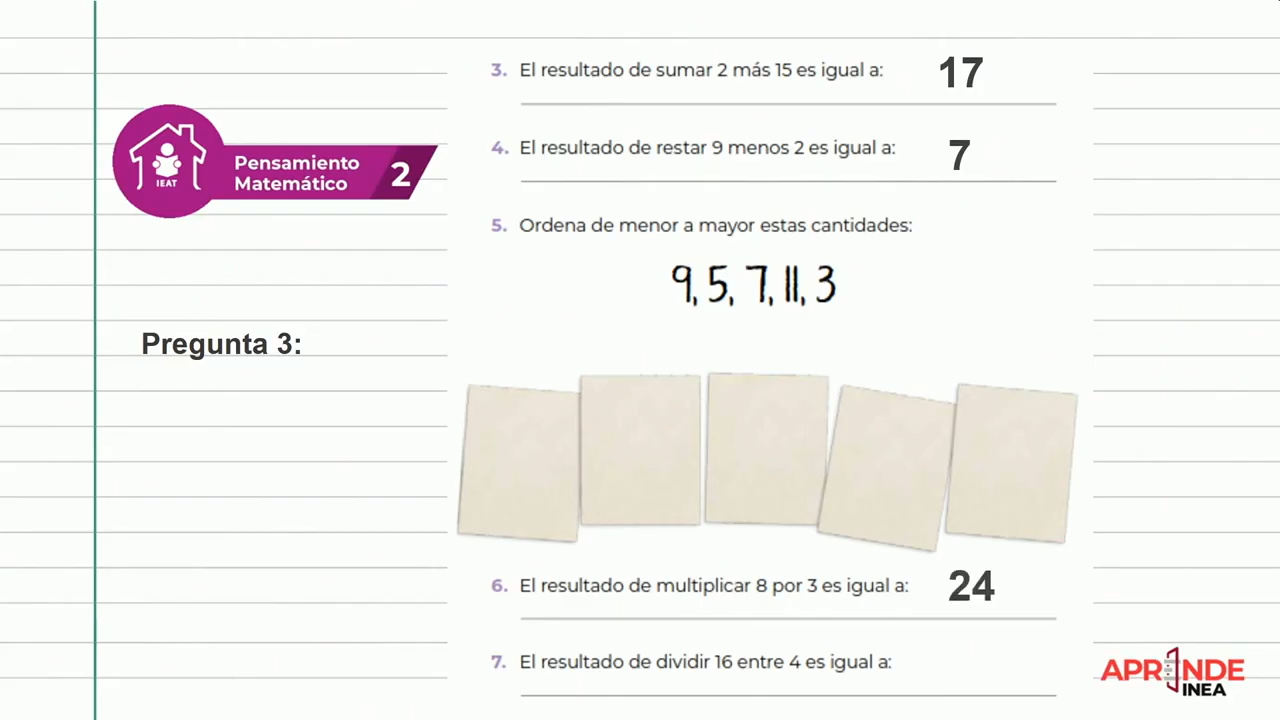 3. El resultado de sumar 2 más 15 es igual a: 17
4. El resultado de restar 9 menos 2 es igual a: 7
IEAT
Pensamiento
Matemático 2
5. Ordena de menor a mayor estas cantidades:
9, 5, 7, 11, 3
Pregunta 3:
6. El resultado de multiplicar 8 por 3 es igual a: 24
7. El resultado de dividir 16 entre 4 es igual a:
APRENDE
INEA